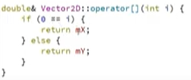 double& Vector2D::operator[](int i) {
    if (0 == i) {
        return mX;
    } else {
        return mY;
    }
}